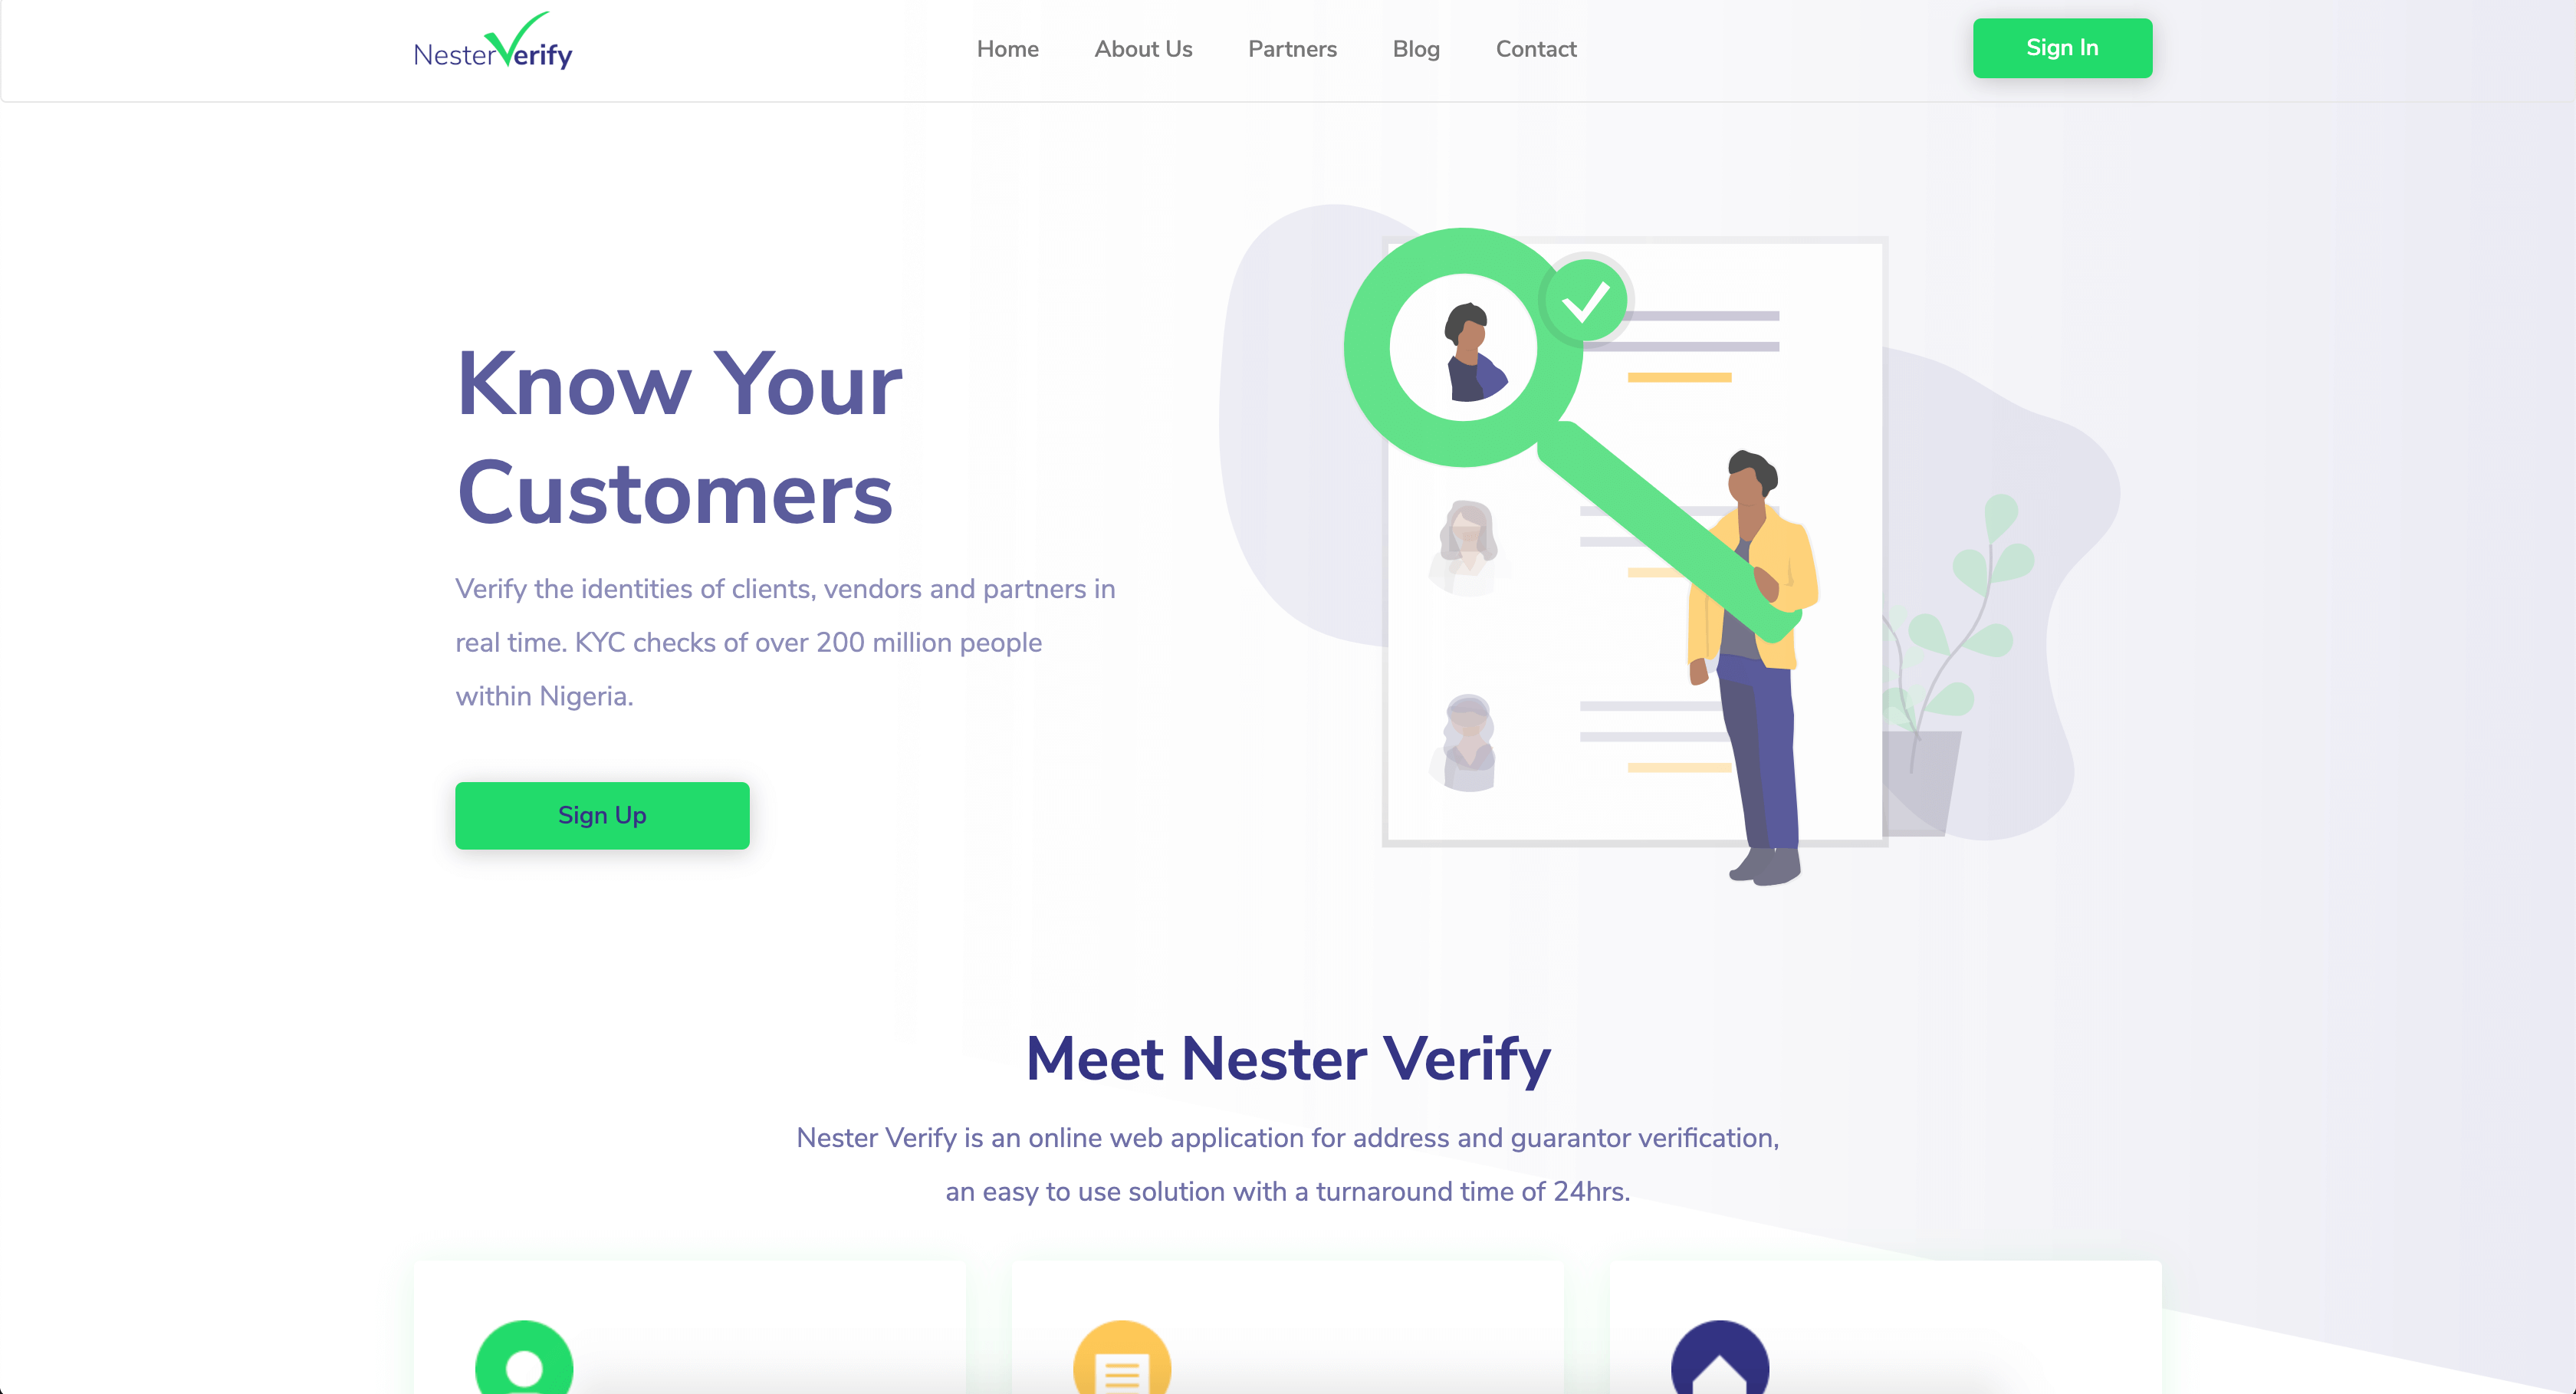 NesterVerify
Home
About Us
Partners
Blog
Contact
Sign In
Know Your
Customers
Verify the identities of clients, vendors and partners in
real time. KYC checks of over 200 million people
within Nigeria.
Sign Up
Meet Nester Verify
Nester Verify is an online web application for address and guarantor verification,
an easy to use solution with a turnaround time of 24hrs.